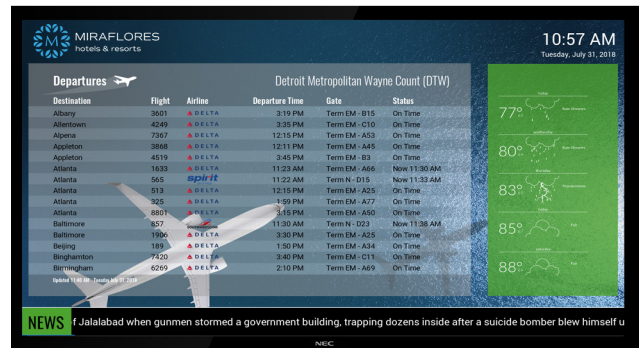 MIRAFLORES
hotels & resorts
10:57 AM
Tuesday, July 31, 2018
Departures
Detroit Metropolitan Wayne Count (DTW)
Destination Flight Airline Departure Time Gate Status
Albany 3601 DELTA 3:19 PM Term EM - B15 On Time
Allentown 4249 DELTA 3:35 PM Term EM - C10 On Time
Alpena 7367 DELTA 12:15 PM Term EM - A53 On Time
Appleton 3868 DELTA 12:11 PM Term EM - A45 On Time
Appleton 4519 DELTA 3:45 PM Term EM - B3 On Time
Atlanta 1633 DELTA 11:23 AM Term EM - A66 Now 11:30 AM
Atlanta 565 spirit 11:22 AM Term N - D15 Now 11:33 AM
Atlanta 513 DELTA 12:15 PM Term EM - A25 On Time
Atlanta 325 DELTA 1:59 PM Term EM - A77 On Time
Atlanta 8801 DELTA 3:15 PM Term EM - A50 On Time
Baltimore 857 11:30 AM Term N - D23 Now 11:38 AM
Baltimore 1906 DELTA 3:30 PM Term EM - A25 On Time
Beijing 189 DELTA 1:50 PM Term EM - A34 On Time
Binghamton 7420 DELTA 3:40 PM Term EM - C11 On Time
Birmingham 6269 DELTA 2:10 PM Term EM - A69 On Time
Updated 11:40 AM - Tuesday July 31, 2018
today
77°
wednesday
80°
thursday
83°
85°
88°
NEWS f Jalalabad when gunmen stormed a government building, trapping dozens inside after a suicide bomber blew himself u
NEC